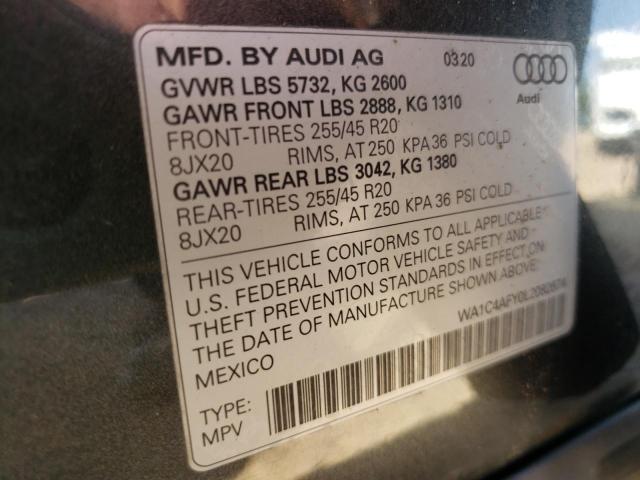 MFD. BY AUDI AG 03.20
GVWR LBS 5732, KG 2600
GAWR FRONT LBS 2888, KG 1310
FRONT-TIRES 255/45 R20
8JX20 RIMS, AT 250 KPA 36 PSI COLD
GAWR REAR LBS 3042, KG 1380
REAR-TIRES 255/45 R20
8JX20 RIMS, AT 250 KPA 36 PSI COLD
Audi
THIS VEHICLE CONFORMS TO ALL APPLICABLE
U.S. FEDERAL MOTOR VEHICLE SAFETY AND
THEFT PREVENTION STANDARDS IN EFFECT ON
THE DATE OF MANUFACTURE SHOWN ABOVE.
MEXICO
TYPE:
MPV